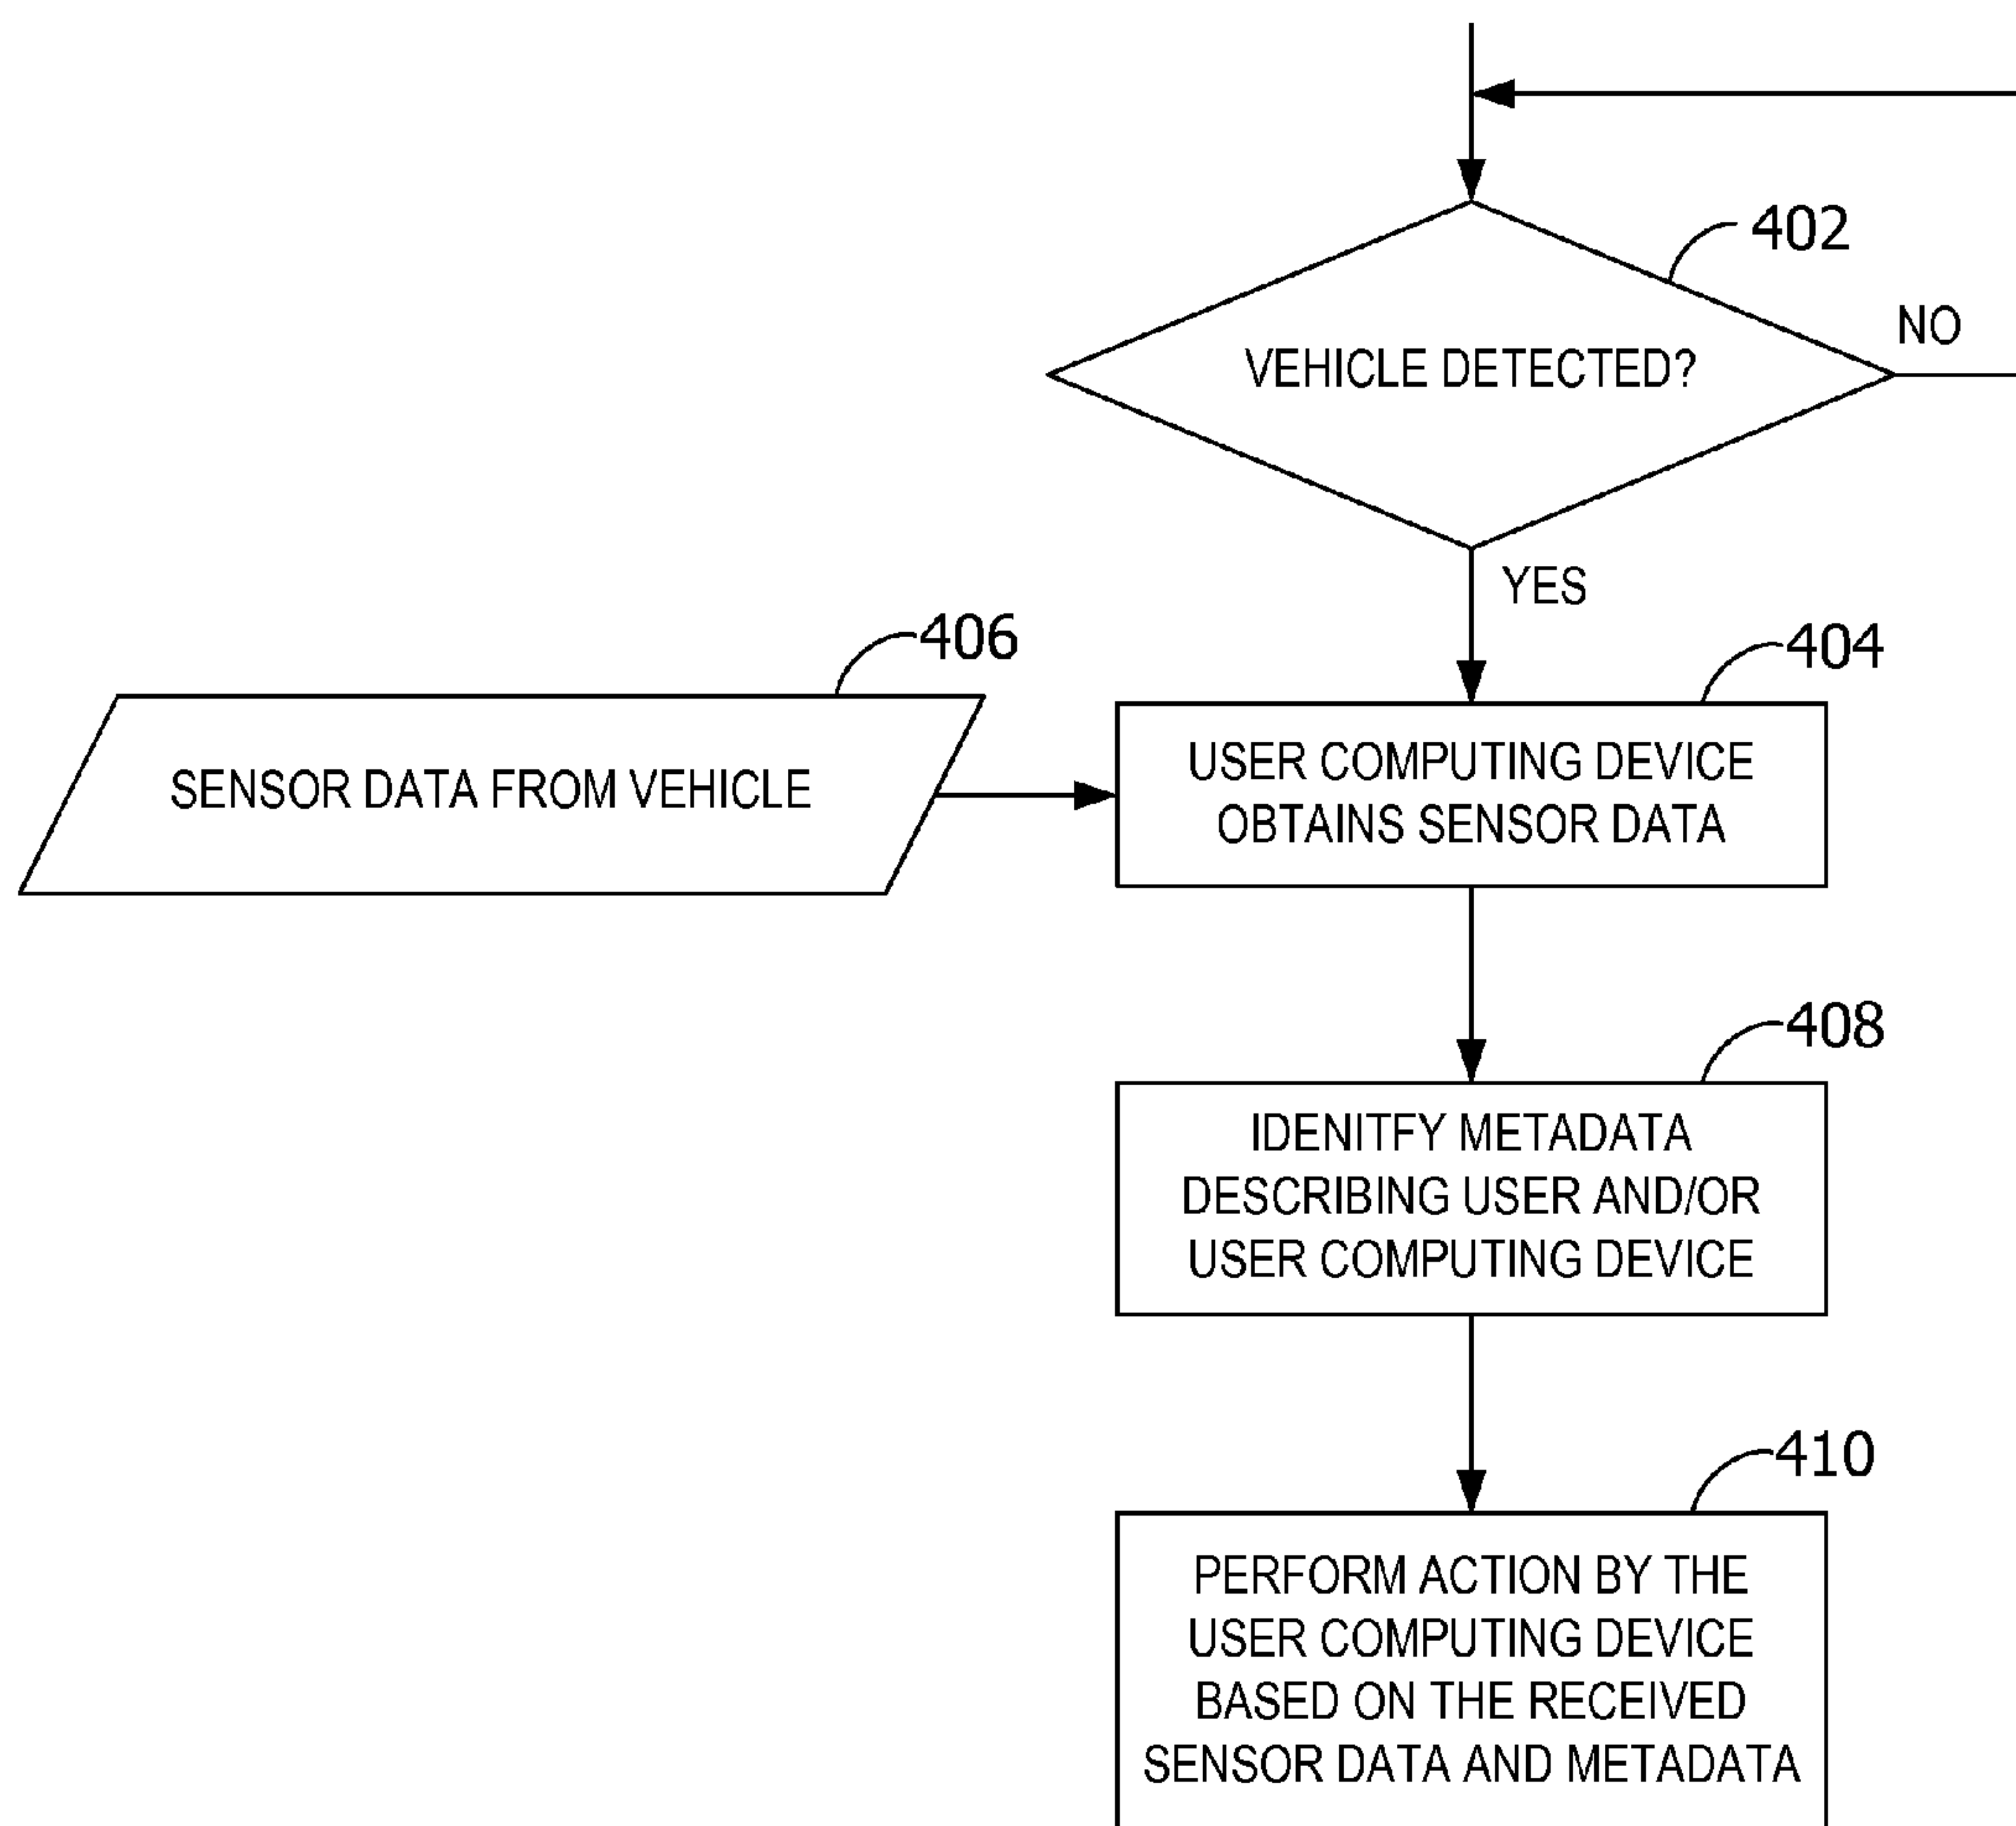 402
VEHICLE DETECTED?
NO
YES
406
404
SENSOR DATA FROM VEHICLE
USER COMPUTING DEVICE
OBTAINS SENSOR DATA
408
IDENITFY METADATA
DESCRIBING USER AND/OR
USER COMPUTING DEVICE
410
PERFORM ACTION BY THE
USER COMPUTING DEVICE
BASED ON THE RECEIVED
SENSOR DATA AND METADATA